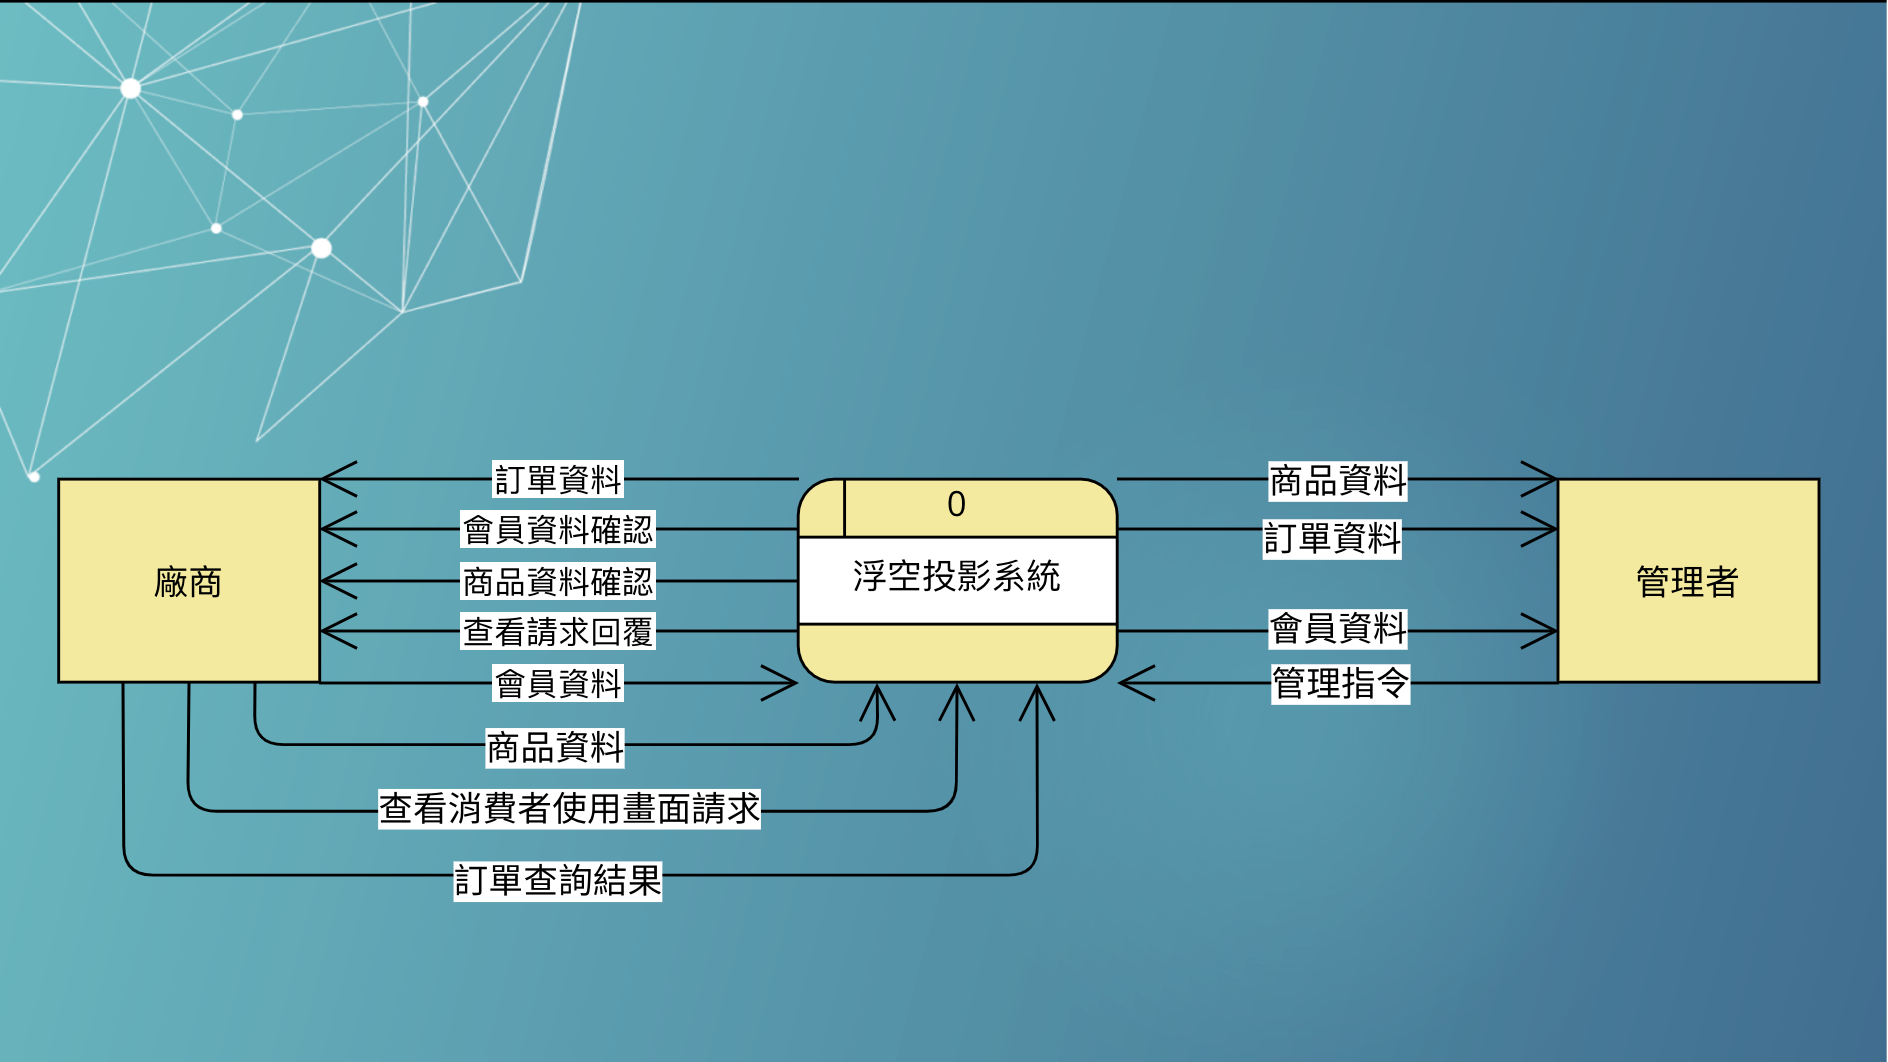 訂單資料
商品資料
0
會員資料確認
訂單資料
廠商
商品資料確認
浮空投影系統
管理者
查看請求回覆
會員資料
會員資料
管理指令
商品資料
查看消費者使用畫面請求
訂單查詢結果